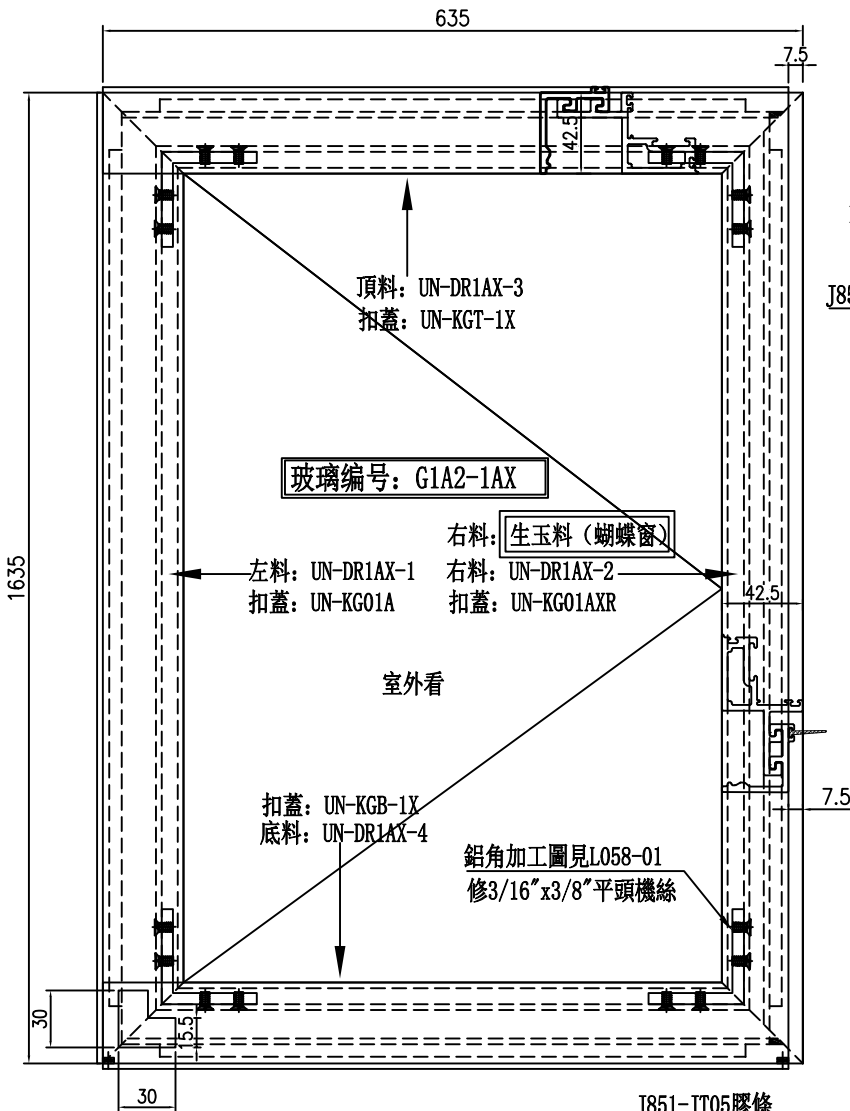 635
7.5
42.5
頂料：UN-DR1AX-3
扣蓋：UN-KGT-1X
J85
玻璃编号：G1A2-1AX
右料：生玉料（蝴蝶窗）
左料：UN-DR1AX-1 右料：UN-DR1AX-2
扣蓋：UN-KG01A 扣蓋：UN-KG01AXR
42.5
1635
室外看
扣蓋：UN-KGB-1X
底料：UN-DR1AX-4
7.5
鋁角加工圖見L058-01
修3/16"x3/8"平頭機絲
30
15.5
30
J851-JT05膠條